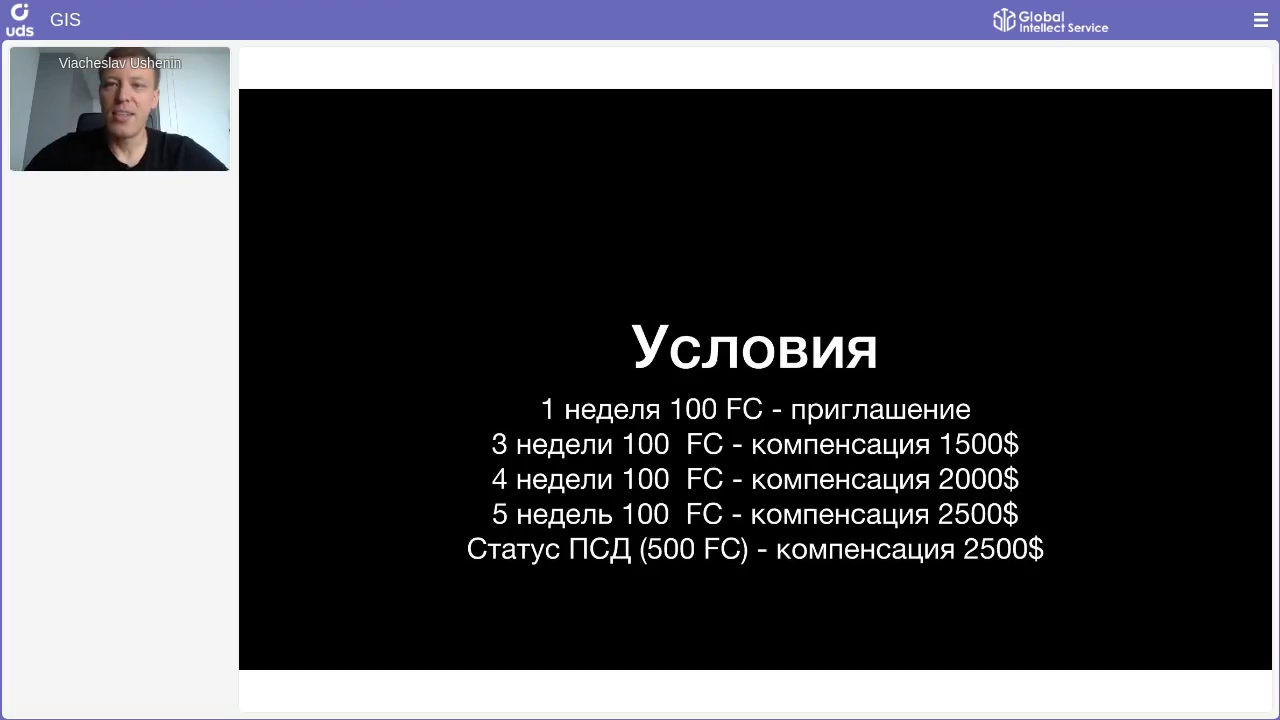 uds
GIS
Global
Intellect Service
Viacheslav Ushenin
Условия
1 неделя 100 FC - приглашение
3 недели 100  FC - компенсация 1500$
4 недели 100  FC - компенсация 2000$
5 недель 100  FC - компенсация 2500$
Статус ПСД (500 FC) - компенсация 2500$